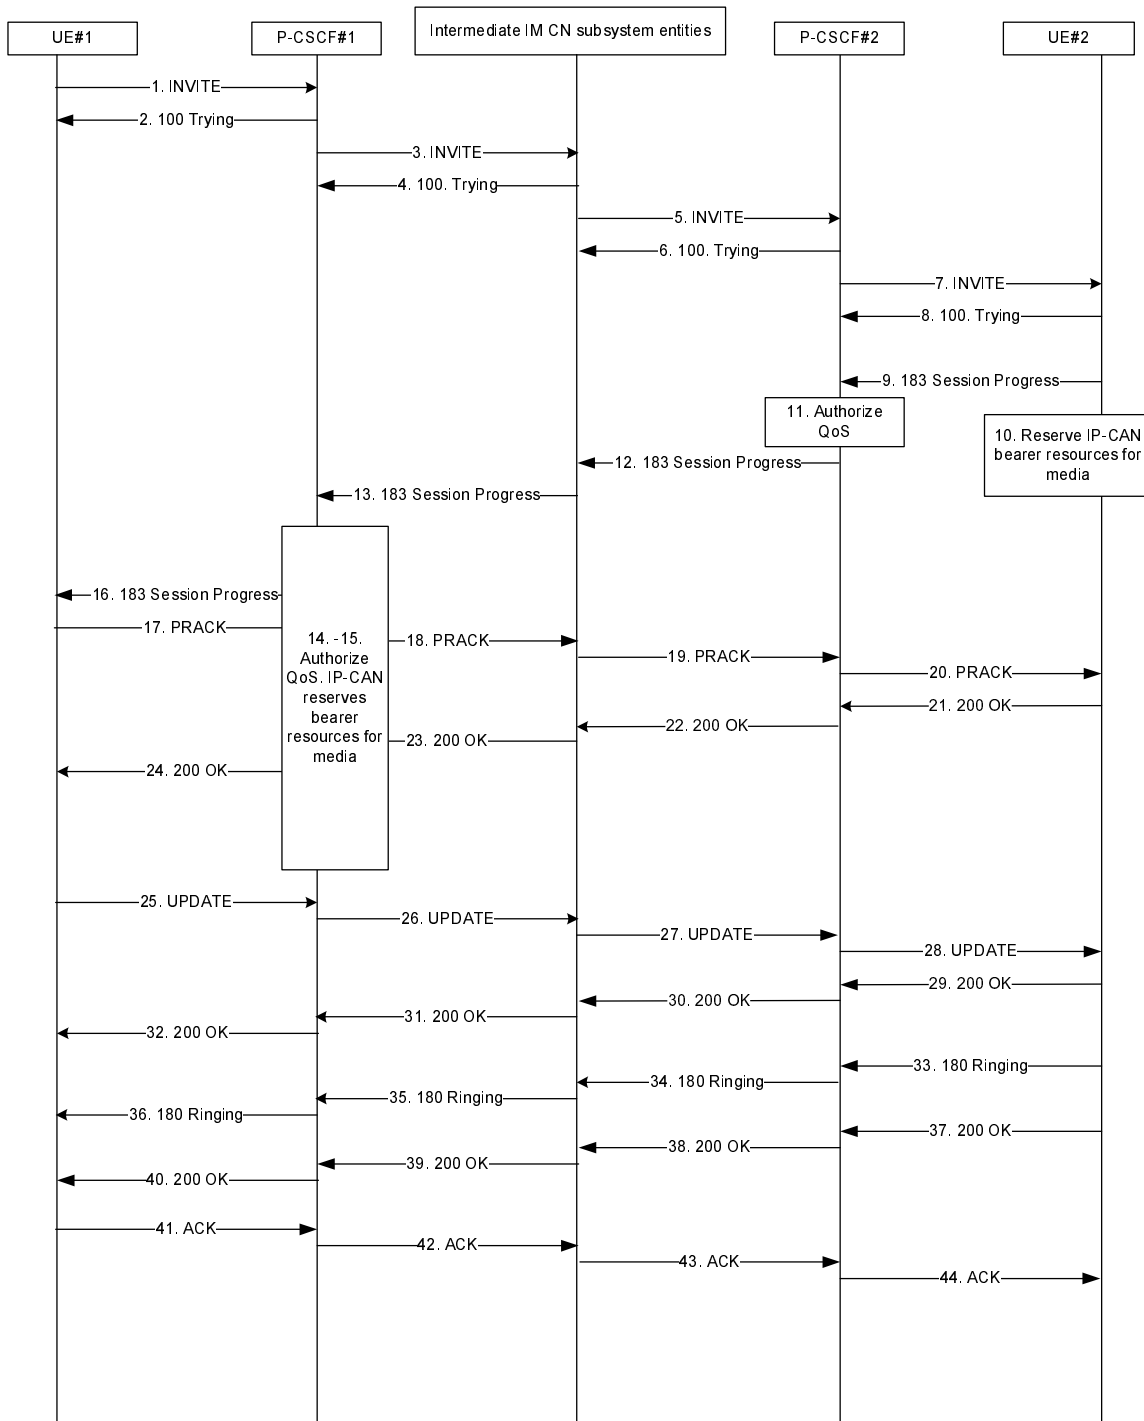 UE#1
P-CSCF#1
Intermediate IM CN subsystem entities
P-CSCF#2
UE#2
1. INVITE
2. 100 Trying
3. INVITE
4. 100. Trying
5. INVITE
6. 100. Trying
7. INVITE
8. 100. Trying
9. 183 Session Progress
11. Authorize
QoS
10. Reserve IP-CAN
bearer resources for
media
12. 183 Session Progress
13. 183 Session Progress
14. -15.
Authorize
QoS. IP-CAN
reserves
bearer
resources for
media
16. 183 Session Progress
17. PRACK
18. PRACK
19. PRACK
20. PRACK
21. 200 OK
22. 200 OK
23. 200 OK
24. 200 OK
25. UPDATE
26. UPDATE
27. UPDATE
28. UPDATE
29. 200 OK
30. 200 OK
31. 200 OK
32. 200 OK
33. 180 Ringing
34. 180 Ringing
35. 180 Ringing
36. 180 Ringing
37. 200 OK
38. 200 OK
39. 200 OK
40. 200 OK
41. ACK
42. ACK
43. ACK
44. ACK